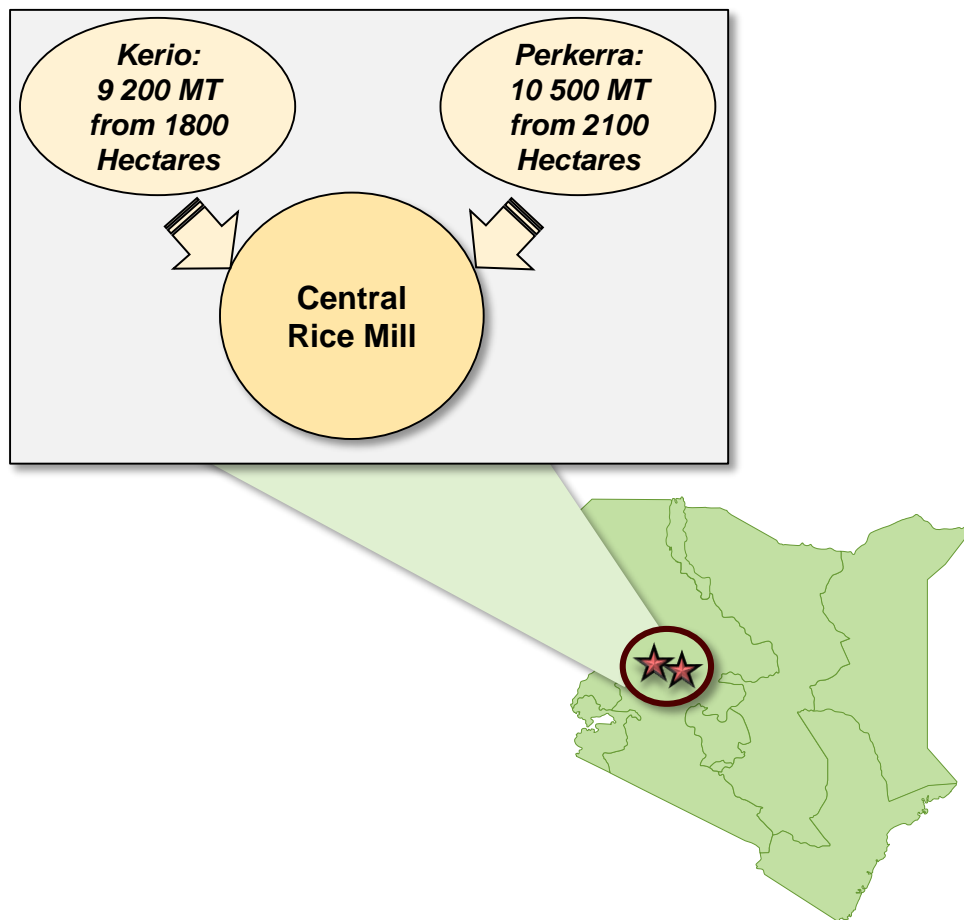 Kerio:
9 200 MT
from 1800
Hectares
Perkerra:
10 500 MT
from 2100
Hectares
Central
Rice Mill